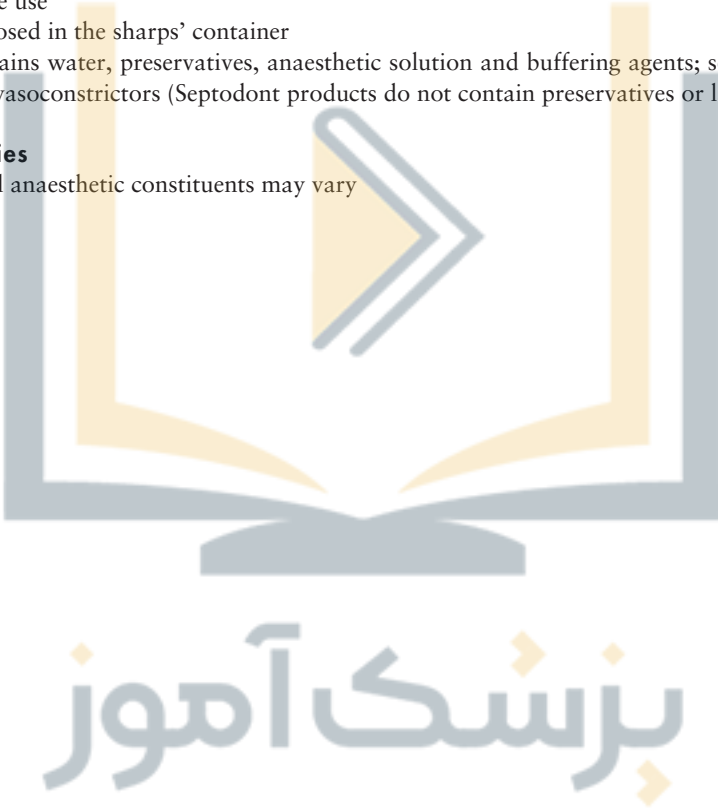 e use
osed in the sharps’ container
ains water, preservatives, anaesthetic solution and buffering agents; s
vasoconstrictors (Septodont products do not contain preservatives or l
ies
l anaesthetic constituents may vary
پزشک آموز